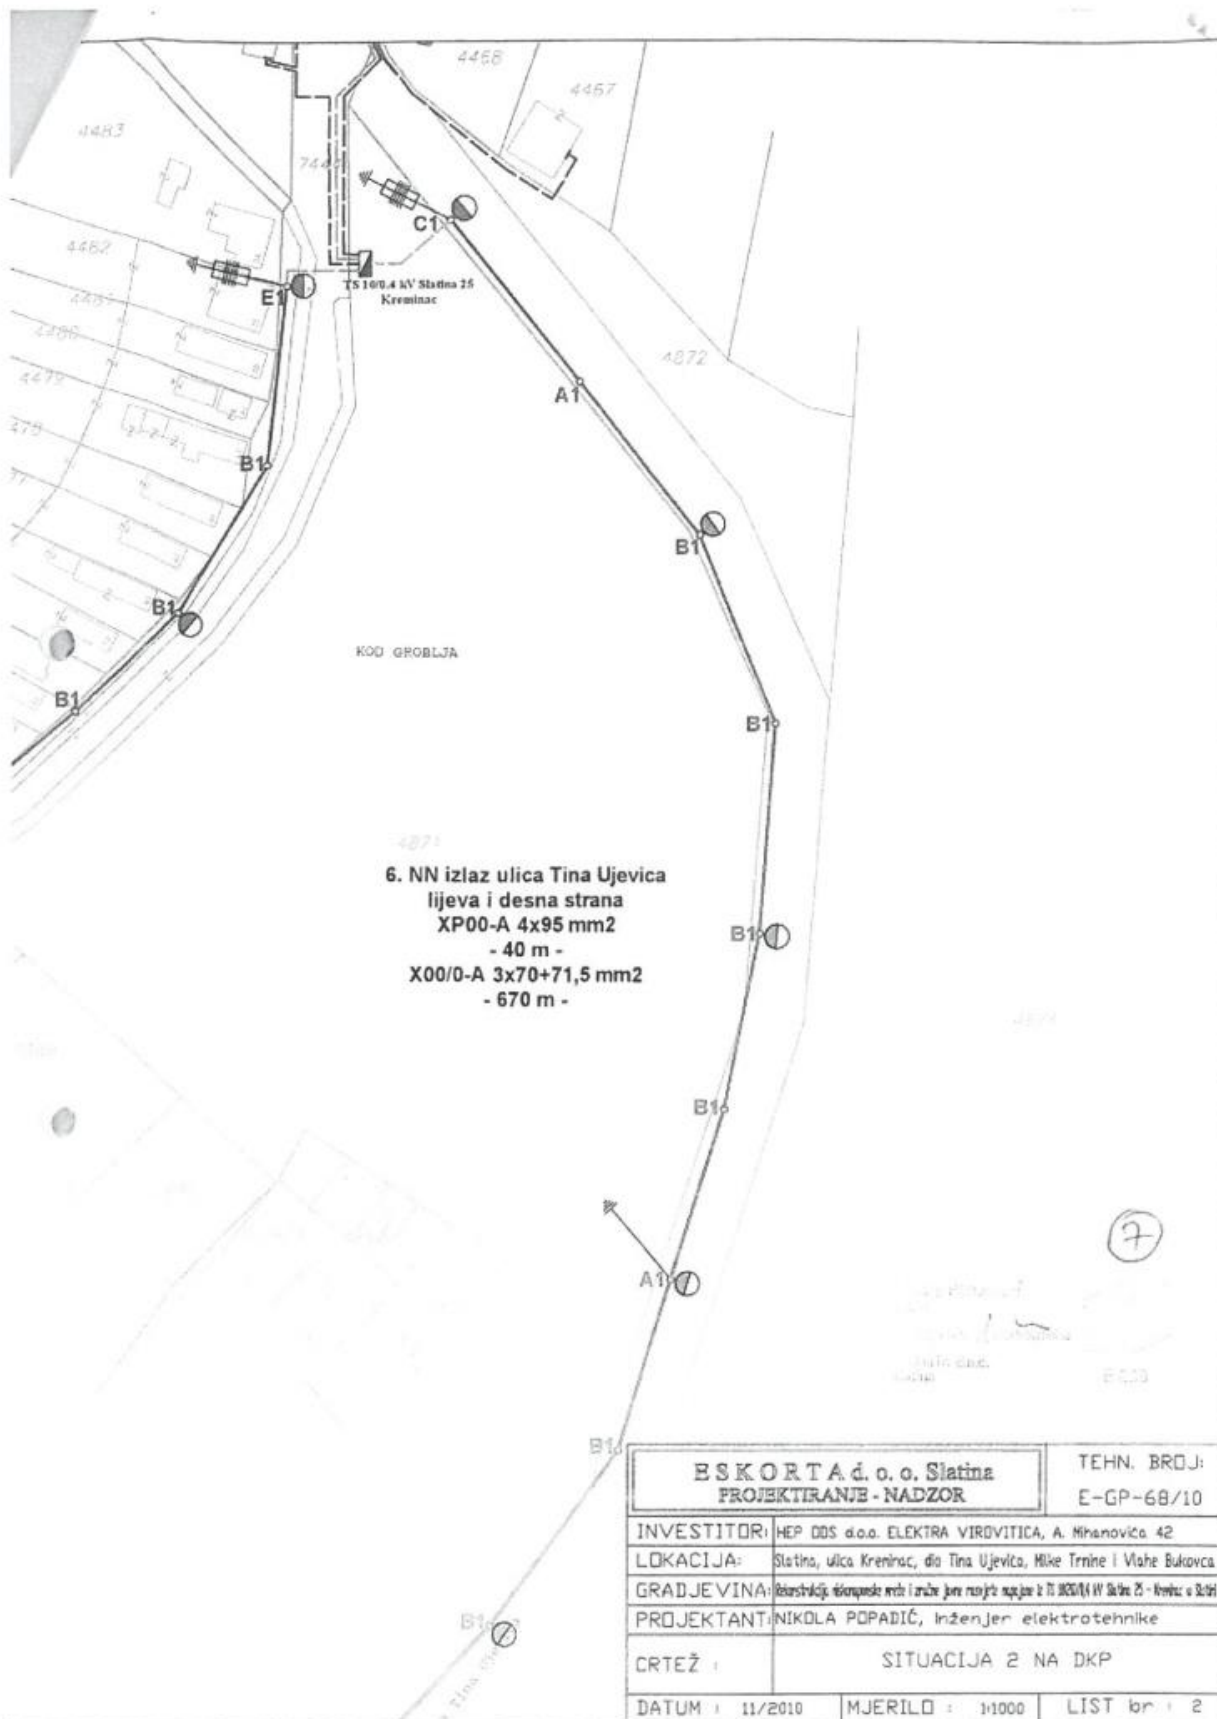 4468
4467
4483
744
C1
4482
E1
TS 10/0.4 kV Slatina 25
Kreminac
4872
4479
A1
B1
B1
B1
KOD GROBLJA
B1
B1
4871
6. NN izlaz ulica Tina Ujevica
lijeva i desna strana
XP00-A 4x95 mm2
- 40 m -
X00/0-A 3x70+71,5 mm2
- 670 m -
B1
B1
7
A1
B1
B1
ESKORTA d. o. o. Slatina
PROJEKTIRANJE - NADZOR
TEHN. BROJ:
E-GP-68/10
INVESTITOR: HEP ODS d.o.o. ELEKTRA VIROVITICA, A. Mihanovića 42
LOKACIJA: Slatina, ulica Kreminac, dio Tina Ujevića, Milke Trnine i Vlahe Bukovca
GRADJEVINA:
PROJEKTANT: NIKOLA POPADIĆ, inženjer elektrotehnike
CRTEŽ : SITUACIJA 2 NA DKP
DATUM : 11/2010 MJERILO : 1:1000 LIST br : 2